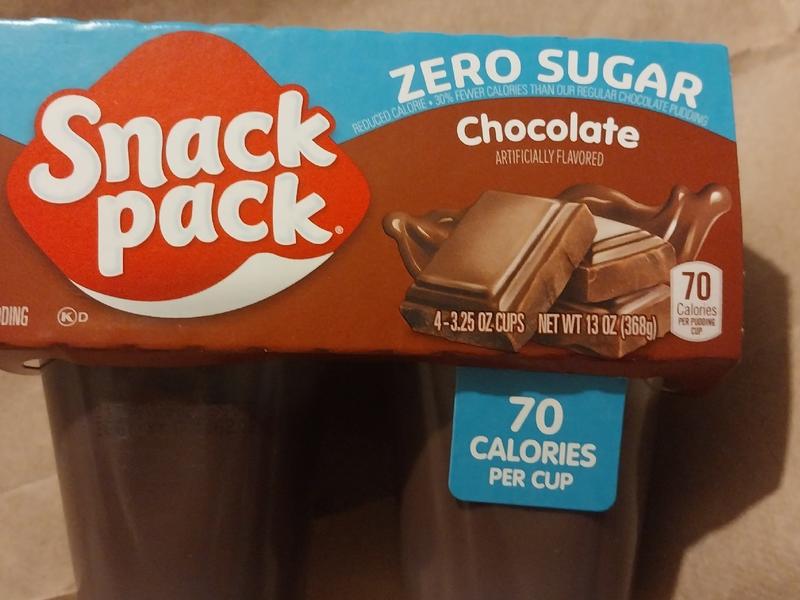 ZERO SUGAR
REDUCED CALORIE • 30% FEWER CALORIES THAN OUR REGULAR CHOCOLATE PUDDING
Snack
pack®
Chocolate
ARTIFICIALLY FLAVORED
70
Calories
PER PUDDING
CUP
DING
K D
4-3.25 OZ CUPS NET WT 13 OZ (368g)
70
CALORIES
PER CUP